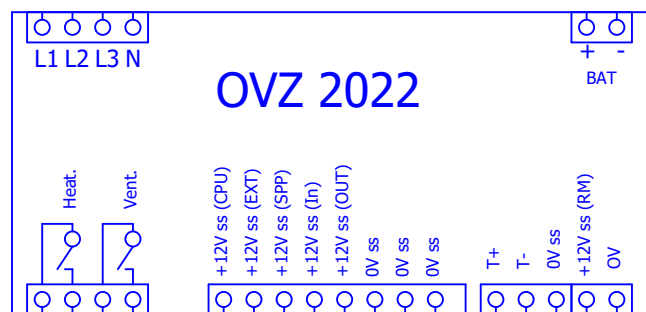 L1 L2 L3 N
+ -
BAT
OVZ 2022
Heat.
Vent.
+12V ss (CPU)
+12V ss (EXT)
+12V ss (SPP)
+12V ss (In)
+12V ss (OUT)
0V ss
0V ss
0V ss
T+
T-
0V ss
+12V ss (RM)
OV